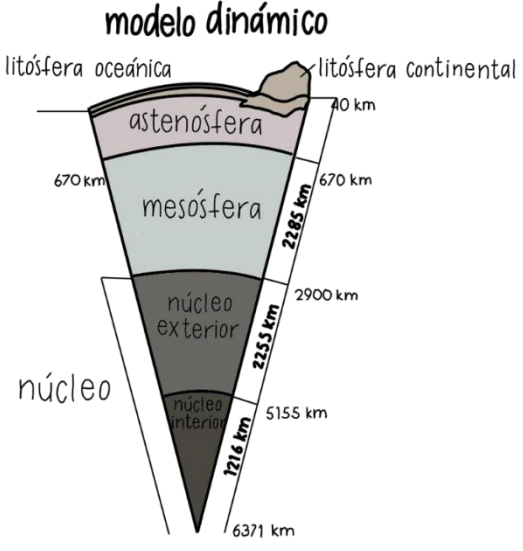 modelo dinámico
litósfera oceánica
litósfera continental
40 km
astenósfera
670 km
670 km
mesósfera
2285 km
2900 km
núcleo
exterior
2255 km
núcleo
núcleo
interior
5155 km
1216 km
6371 km